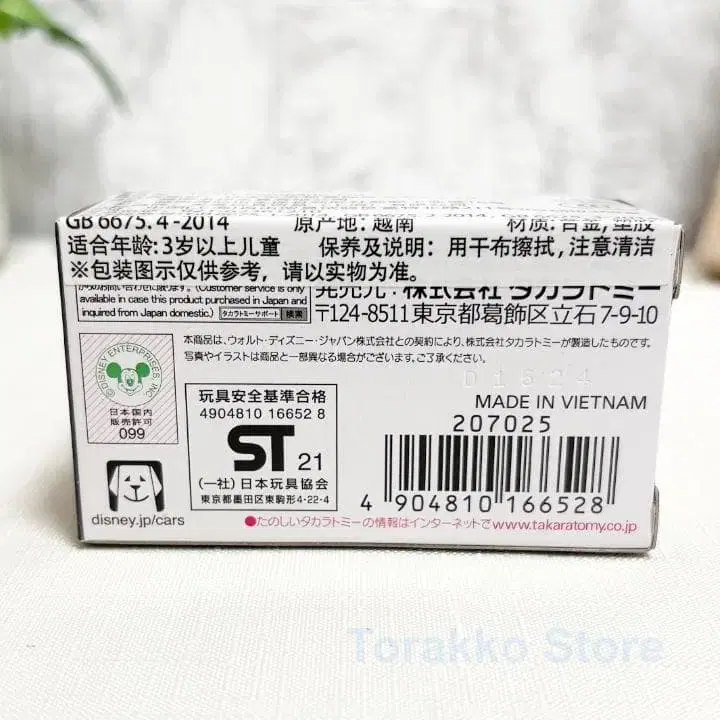 GB 6675.4-2014 原产地: 越南 材质: 合金, 塑胶
适合年龄: 3岁以上儿童 保养及说明: 用干布擦拭, 注意清洁
※包装图示仅供参考, 请以实物为准。
(Customer service is only
available in case this product purchased in Japan and
inquired from Japan domestic.) タカラトミーサポート 検索
発売元: 株式会社 タカラトミー
〒124-8511 東京都葛飾区立石7-9-10
本商品は、ウォルト・ディズニー・ジャパン株式会社との契約により、株式会社タカラトミーが製造したものです。
写真やイラストは商品と一部異なる場合がございます。ご了承ください。
© DISNEY ENTERPRISES, INC
日本国内
販売許可
099
玩具安全基準合格
4904810 16652 8
ST 21
(一社)日本玩具協会
東京都墨田区東駒形4-22-4
D1624
MADE IN VIETNAM
207025
4 904810 166528
disney.jp/cars
●たのしいタカラトミーの情報はインターネットで www.takaratomy.co.jp
Torakko Store